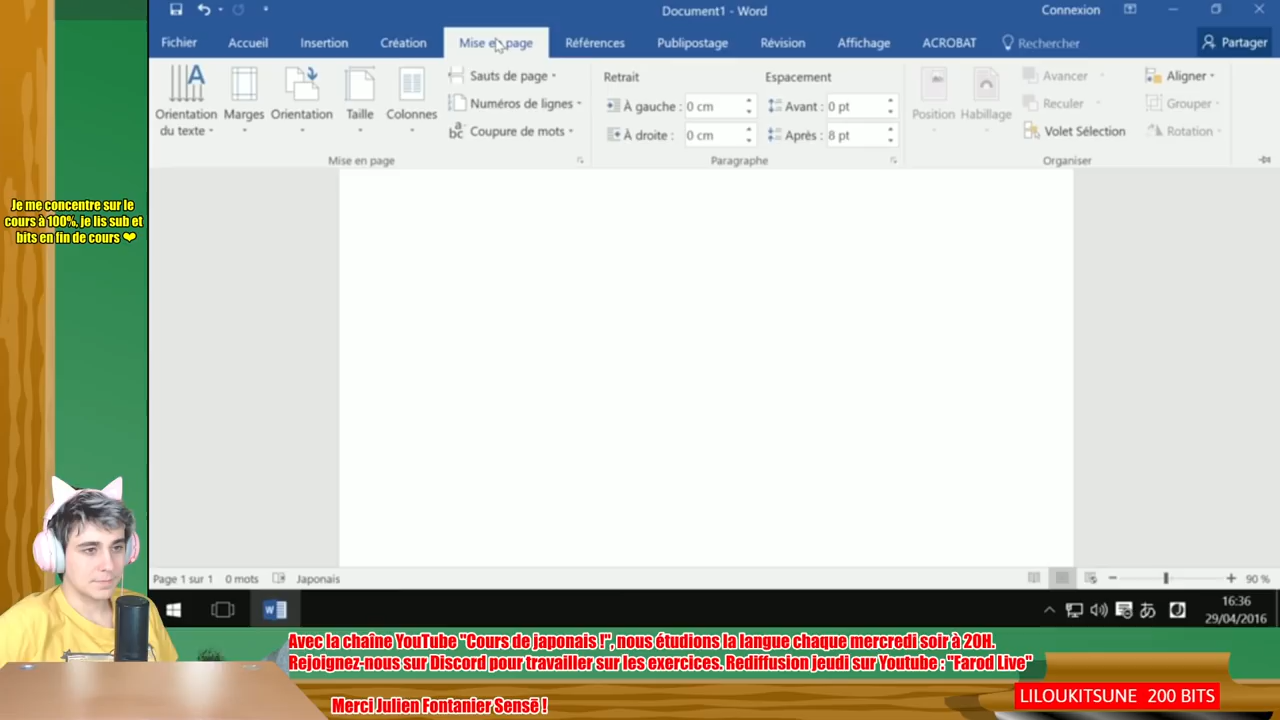 Document1 - Word
Connexion
Fichier
Accueil
Insertion
Création
Mise en page
Références
Publipostage
Révision
Affichage
ACROBAT
Rechercher
Partager
Orientation du texte
Marges
Orientation
Taille
Colonnes
Sauts de page
Numéros de lignes
Coupure de mots
Mise en page
Retrait
À gauche : 0 cm
À droite : 0 cm
Espacement
Avant : 0 pt
Après : 8 pt
Paragraphe
Position
Habillage
Avancer
Reculer
Volet Sélection
Aligner
Grouper
Rotation
Organiser
Je me concentre sur le
cours à 100%, je lis sub et
bits en fin de cours ❤
Page 1 sur 1
0 mots
Japonais
90 %
あ
16:36
29/04/2016
Avec la chaîne YouTube "Cours de japonais !", nous étudions la langue chaque mercredi soir à 20H.
Rejoignez-nous sur Discord pour travailler sur les exercices. Rediffusion jeudi sur Youtube : "Farod Live"
Merci Julien Fontanier Sensē !
LILOUKITSUNE 200 BITS